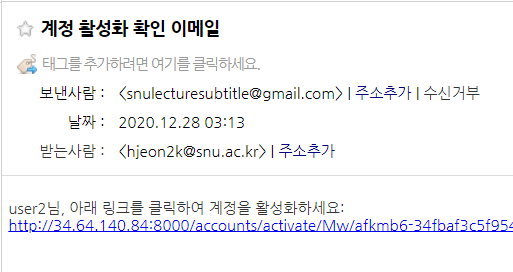 계정 활성화 확인 이메일
태그를 추가하려면 여기를 클릭하세요.
보낸사람 : <snulecturesubtitle@gmail.com> | 주소추가 | 수신거부
날짜 : 2020.12.28 03:13
받는사람 : <hjeon2k@snu.ac.kr> | 주소추가
user2님, 아래 링크를 클릭하여 계정을 활성화하세요:
http://34.64.140.84:8000/accounts/activate/Mw/afkmb6-34fbaf3c5f954